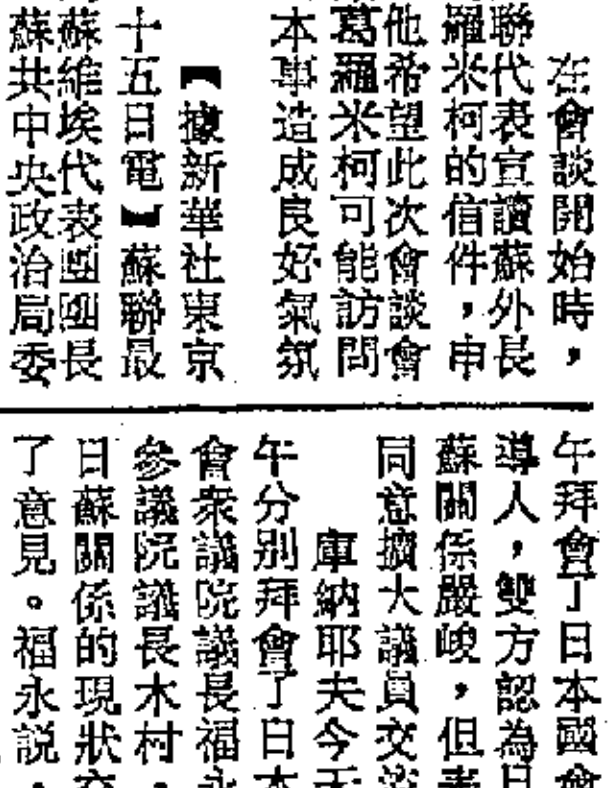 在會談開始時，
聯代表宣讀蘇外長
羅米柯的信件，申
他希望此次會談會
葛羅米柯可能訪問
本事造成良好氣氛
【據新華社東京
十五日電】蘇聯最
蘇維埃代表團團長
蘇共中央政治局委
午拜會了日本國會
導人，雙方認為日
蘇關係嚴峻，但表
同意擴大議員交流
庫納耶夫今天
午分別拜會了日本
會衆議院議長福永
參議院議長木村，
日蘇關係的現狀交
了意見。福永説，